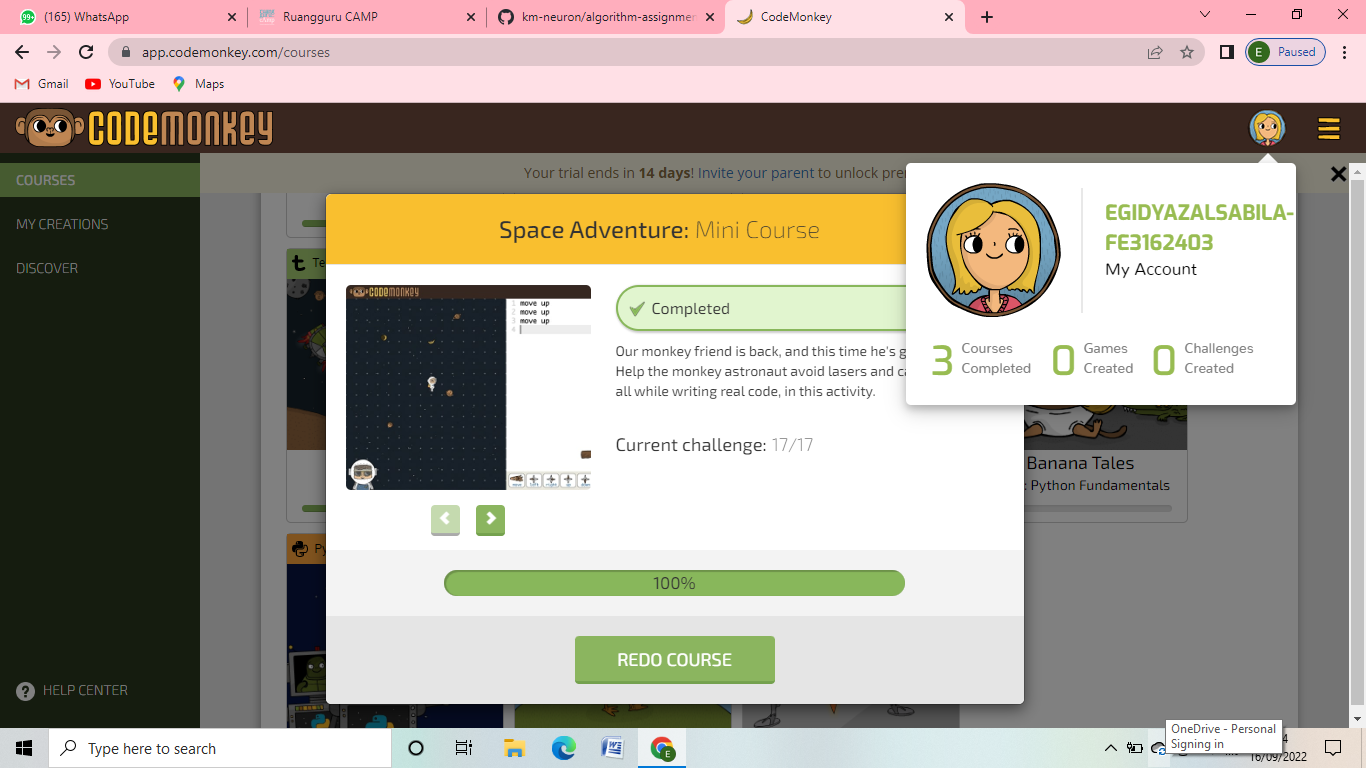 (165) WhatsApp
Ruangguru CAMP
km-neuron/algorithm-assignmen
CodeMonkey
app.codemonkey.com/courses
E Paused
Gmail
YouTube
Maps
CODEMONKEY
COURSES
MY CREATIONS
DISCOVER
HELP CENTER
Your trial ends in 14 days! Invite your parent to unlock
EGIDYAZALSABILA-
FE3162403
My Account
3 Courses Completed
0 Games Created
0 Challenges Created
Space Adventure: Mini Course
CODEMONKEY
1 move up
2 move up
3 move up
4
Completed
Our monkey friend is back, and this time he's
Help the monkey astronaut avoid lasers and
all while writing real code, in this activity.
Current challenge: 17/17
100%
REDO COURSE
Banana Tales
: Python Fundamentals
Type here to search
OneDrive - Personal
Signing in
16/09/2022